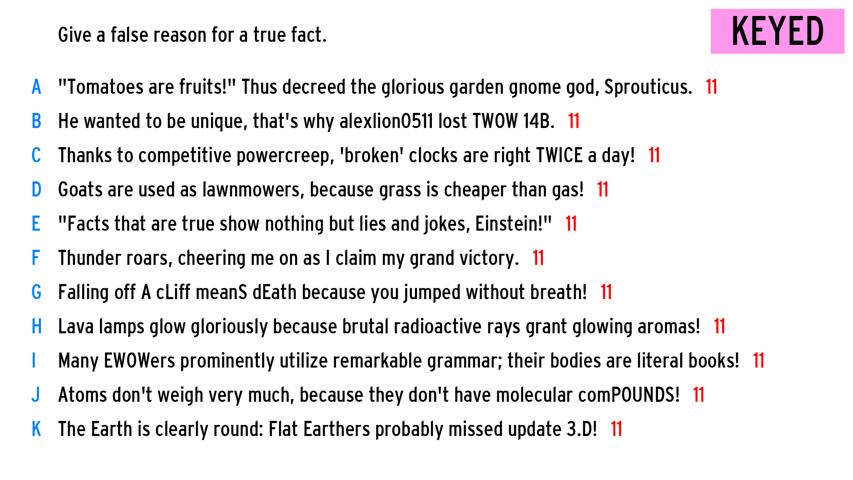 Give a false reason for a true fact.
KEYED
A "Tomatoes are fruits!" Thus decreed the glorious garden gnome god, Sprouticus. 11
B He wanted to be unique, that's why alexlion0511 lost TWOW 14B. 11
C Thanks to competitive powercreep, 'broken' clocks are right TWICE a day! 11
D Goats are used as lawnmowers, because grass is cheaper than gas! 11
E "Facts that are true show nothing but lies and jokes, Einstein!" 11
F Thunder roars, cheering me on as I claim my grand victory. 11
G Falling off A cLiff meanS dEath because you jumped without breath! 11
H Lava lamps glow gloriously because brutal radioactive rays grant glowing aromas! 11
I Many EWOWers prominently utilize remarkable grammar; their bodies are literal books! 11
J Atoms don't weigh very much, because they don't have molecular comPOUNDS! 11
K The Earth is clearly round: Flat Earthers probably missed update 3.D! 11